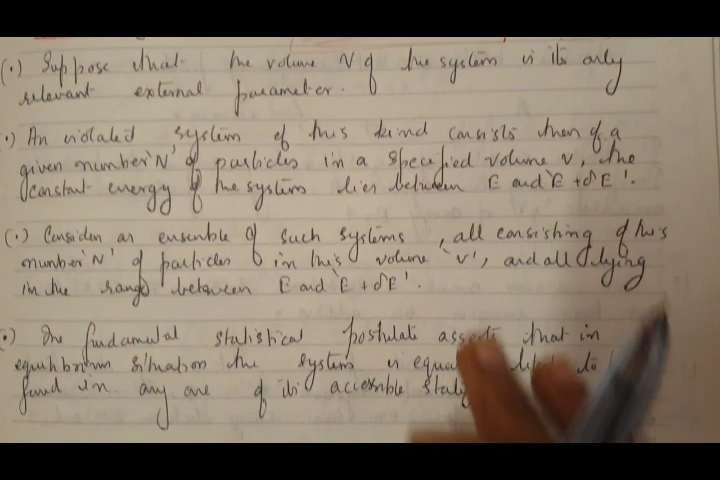 (.) Suppose that the volume V of the system is its only
relevant external parameter.
.) An isolated system of this kind consists then of a
given number 'N' of particles in a specified volume v, the
constant energy of the system lies between E and 'E + δE'.
(.) Consider an ensemble of such systems, all consisting of this
number 'N' of particles in this volume 'V', and all lying
in the range between E and 'E + δE'.
.) The fundamental statistical postulate asserts that in
equilibrium situation the system is to
found in any one of its accessible